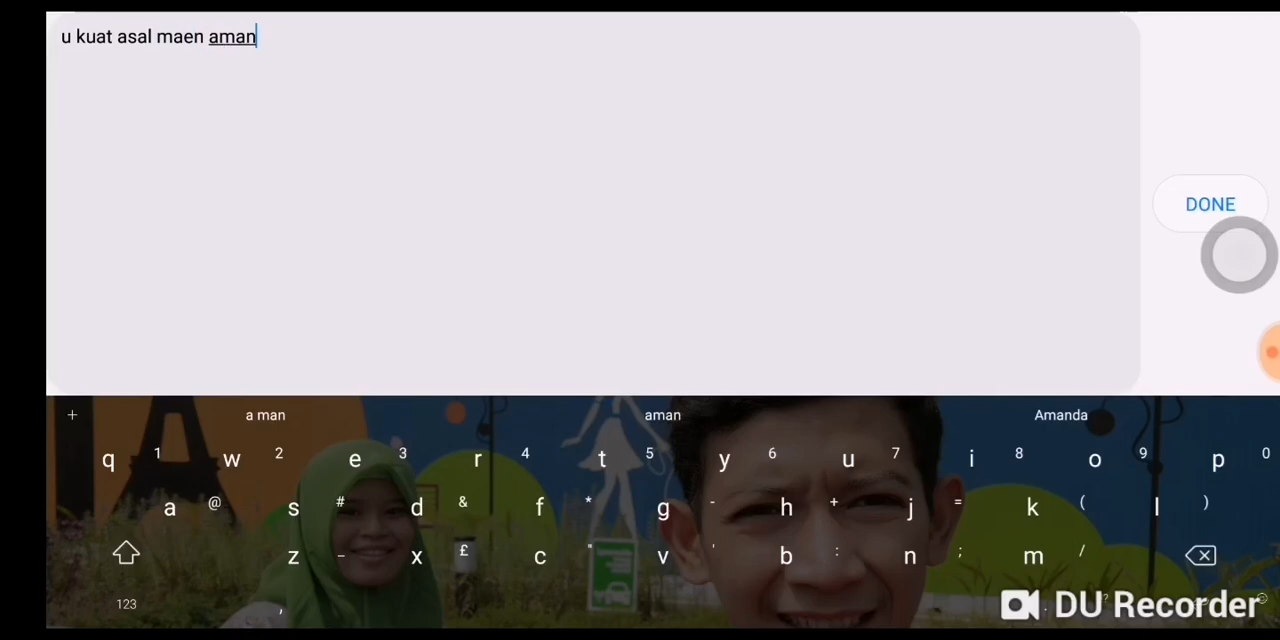 u kuat asal maen aman
DONE
+ a man aman Amanda
q 1 w 2 e 3 r 4 t 5 y 6 u 7 i 8 o 9 p 0
a @ s # d & f * g - h + j = k ( l )
z _ x £ c " v ' b : n ; m /
123 , . ?
DU Recorder